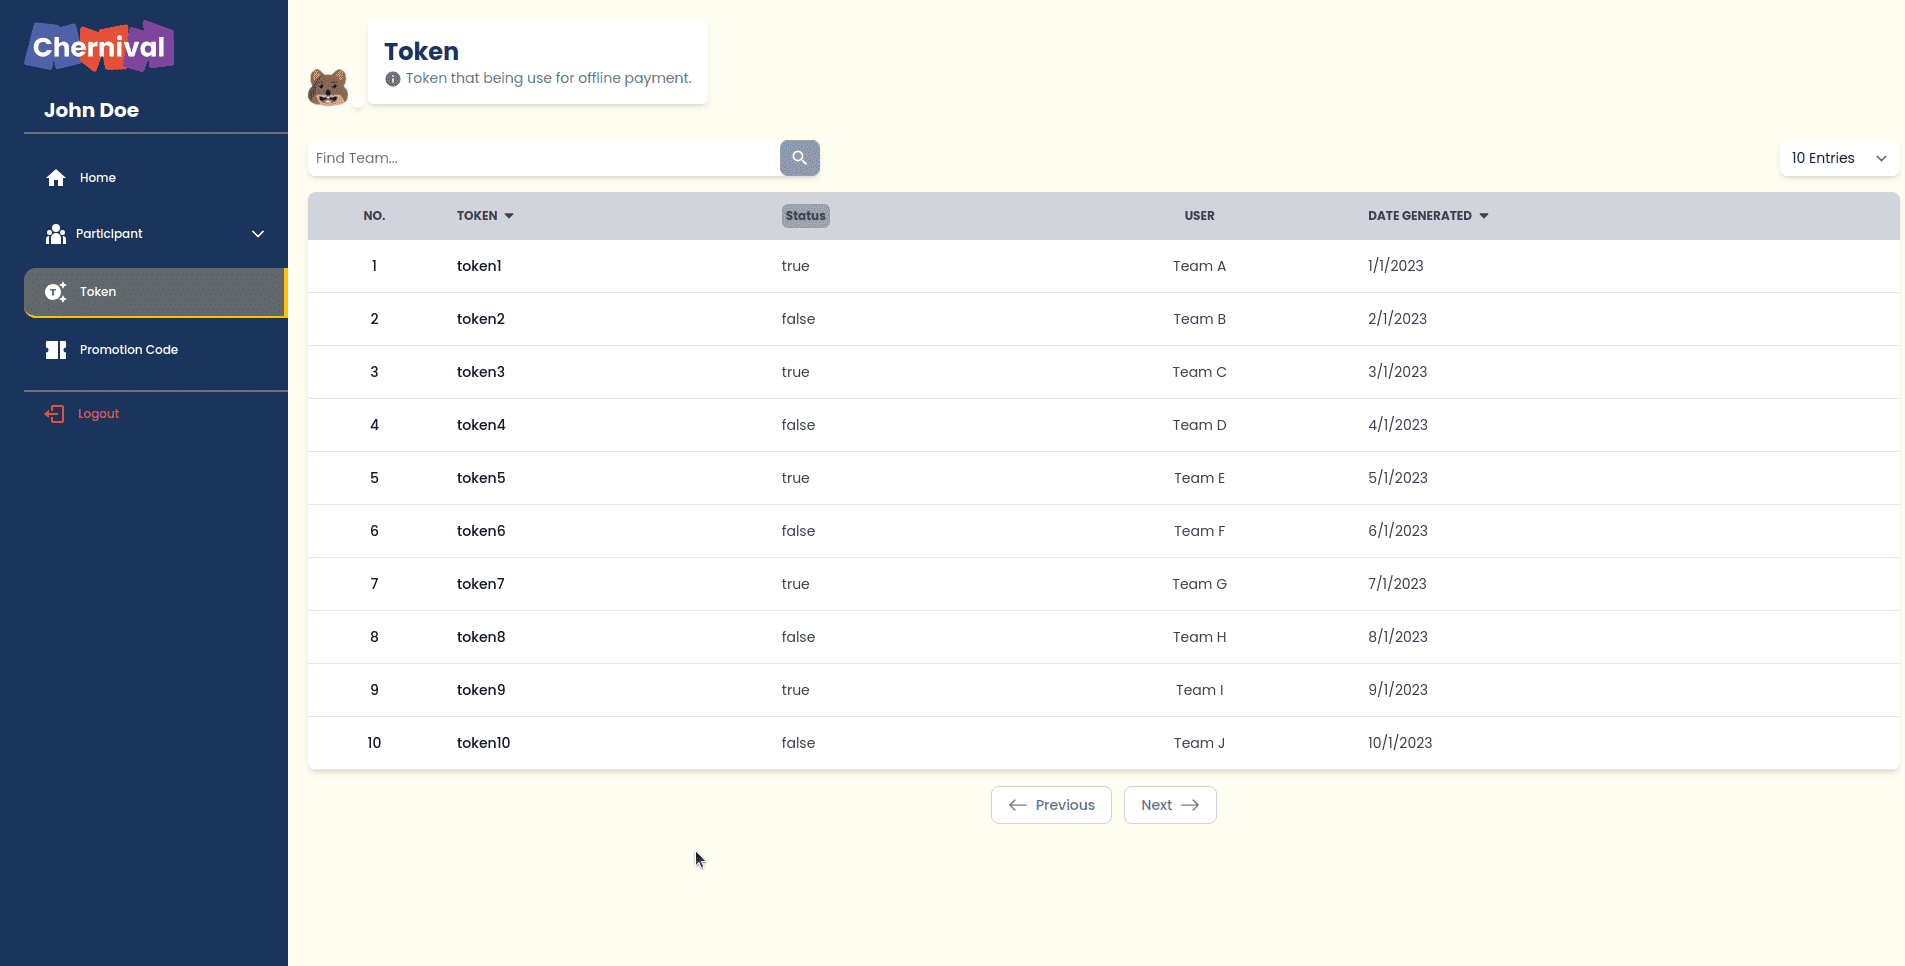 Chernival
John Doe
Home
Participant
Token
Promotion Code
Logout
Token
Token that being use for offline payment.
Find Team...
10 Entries
NO. TOKEN Status USER DATE GENERATED
1 token1 true Team A 1/1/2023
2 token2 false Team B 2/1/2023
3 token3 true Team C 3/1/2023
4 token4 false Team D 4/1/2023
5 token5 true Team E 5/1/2023
6 token6 false Team F 6/1/2023
7 token7 true Team G 7/1/2023
8 token8 false Team H 8/1/2023
9 token9 true Team I 9/1/2023
10 token10 false Team J 10/1/2023
Previous Next